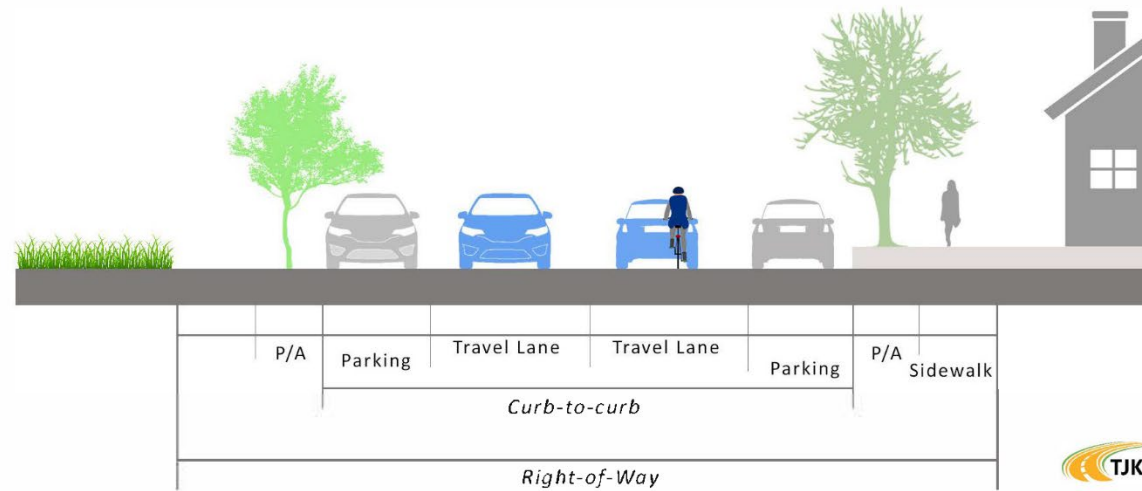 P/A
Parking
Travel Lane
Travel Lane
Parking
P/A
Sidewalk
Curb-to-curb
Right-of-Way
TJK